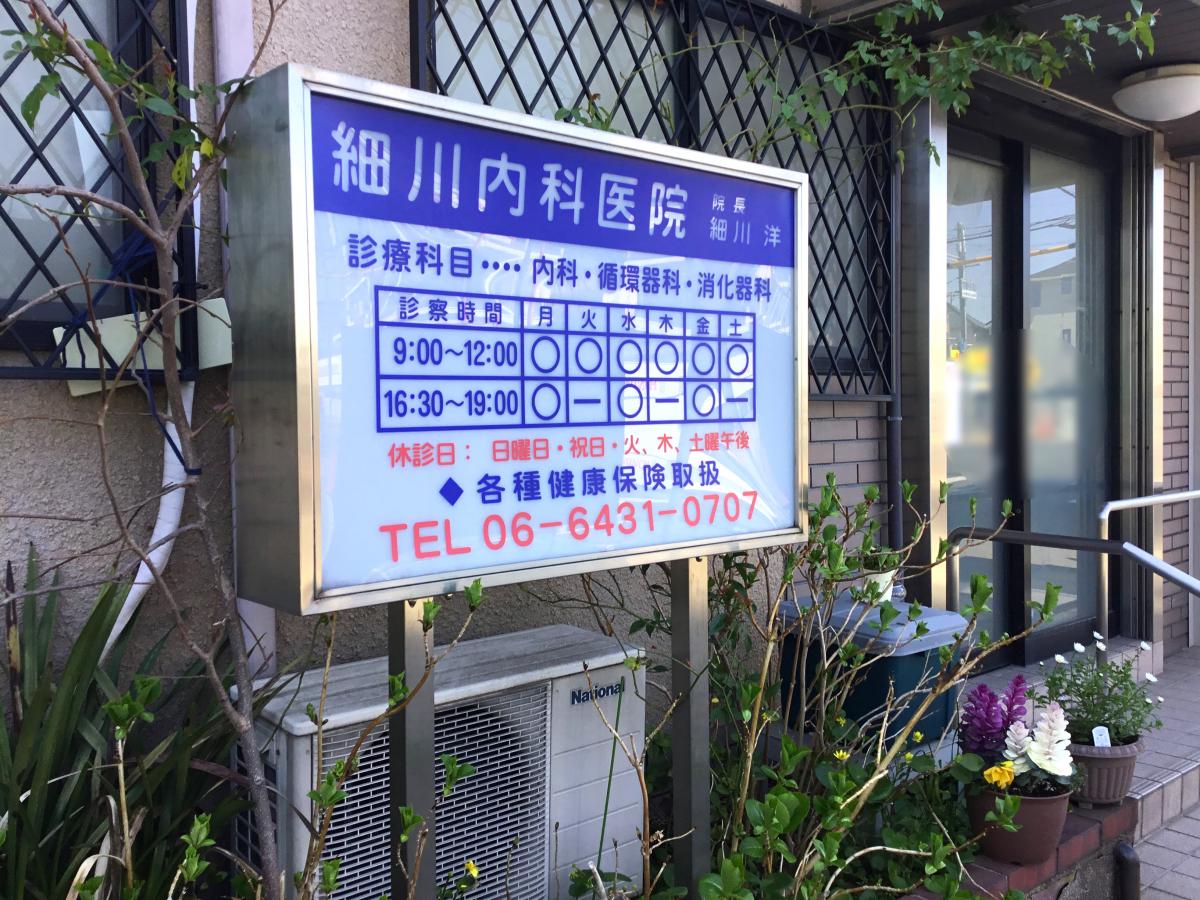 細川内科医院 院長 細川 洋
診療科目････内科・循環器科・消化器科
診察時間 月 火 水 木 金 土
9:00〜12:00 ○ ○ ○ ○ ○ ○
16:30〜19:00 ○ ー ○ ー ○ ー
休診日： 日曜日・祝日・火、木、土曜午後
◆各種健康保険取扱
TEL 06-6431-0707
National